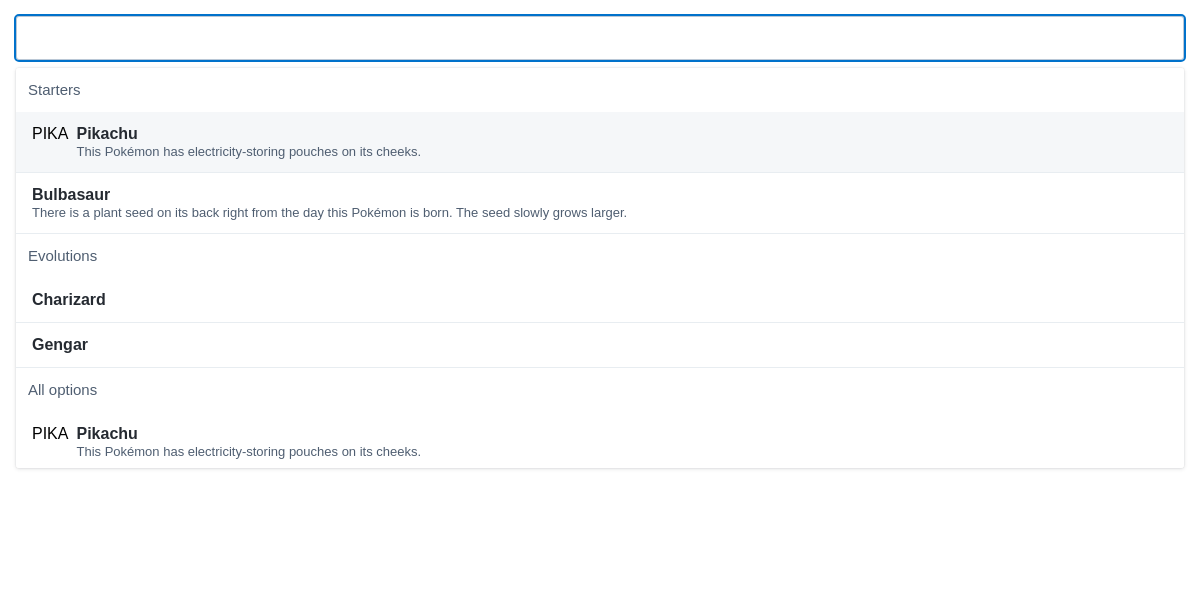 Starters
PIKA Pikachu
This Pokémon has electricity-storing pouches on its cheeks.
Bulbasaur
There is a plant seed on its back right from the day this Pokémon is born. The seed slowly grows larger.
Evolutions
Charizard
Gengar
All options
PIKA Pikachu
This Pokémon has electricity-storing pouches on its cheeks.